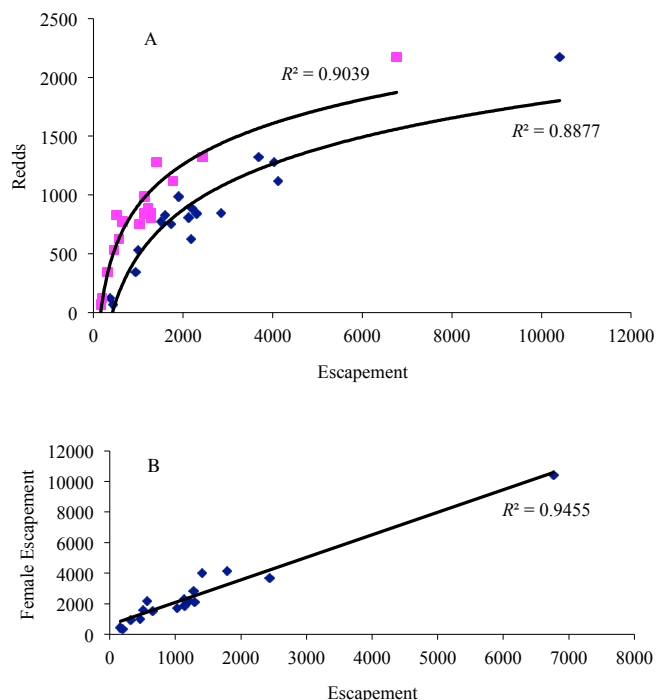 A
2500
2000
1500
1000
500
0
Redds
R² = 0.9039
R² = 0.8877
0 2000 4000 6000 8000 10000 12000
Escapement
B
12000
10000
8000
6000
4000
2000
0
Female Escapement
R² = 0.9455
0 1000 2000 3000 4000 5000 6000 7000 8000
Escapement